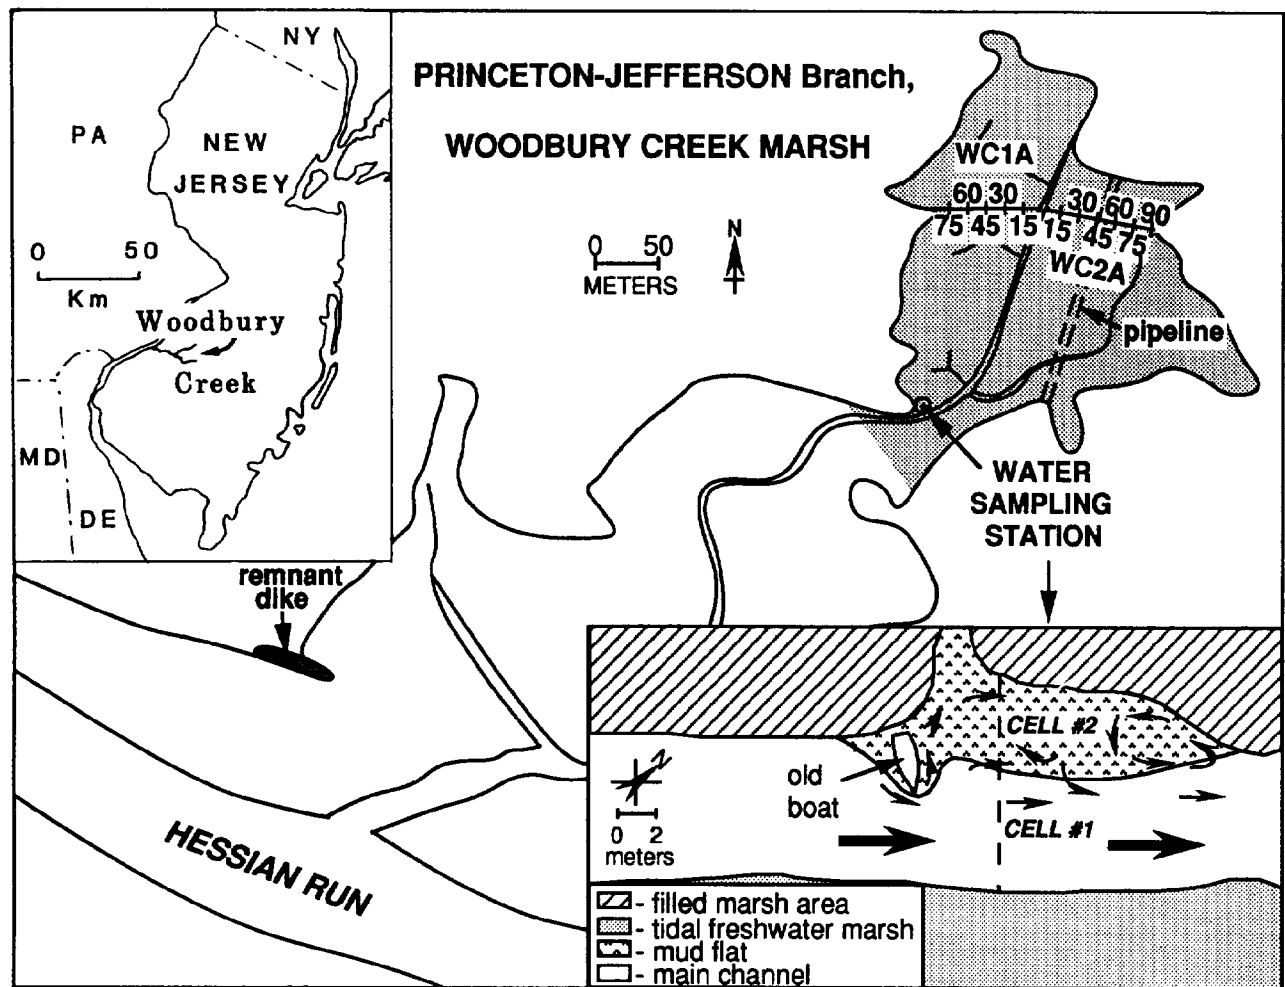 NY
PA
NEW
JERSEY
0 50
Km
Woodbury
Creek
MD
DE
PRINCETON-JEFFERSON Branch,
WOODBURY CREEK MARSH
0 50
METERS
N
WC1A
60 30 30 60 90
75 45 15 15 45 75
WC2A
pipeline
WATER
SAMPLING
STATION
remnant
dike
HESSIAN RUN
CELL #2
old
boat
CELL #1
N
0 2
meters
- filled marsh area
- tidal freshwater marsh
- mud flat
- main channel